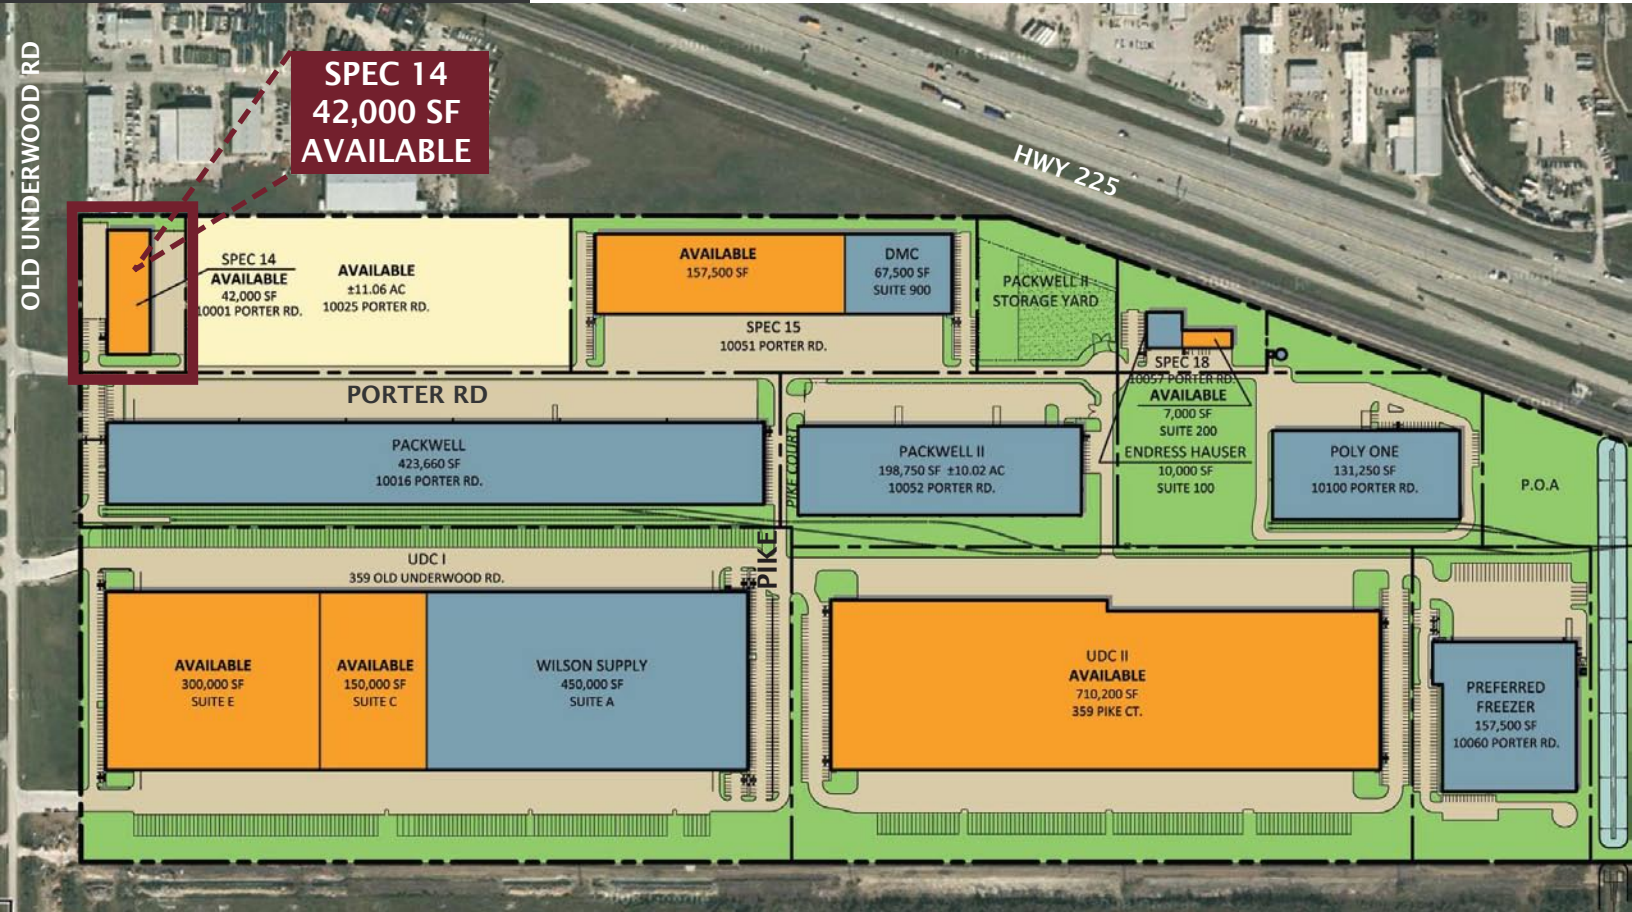 OLD UNDERWOOD RD
SPEC 14
42,000 SF
AVAILABLE
HWY 225
SPEC 14
AVAILABLE
42,000 SF
10001 PORTER RD.
AVAILABLE
±11.06 AC
10025 PORTER RD.
AVAILABLE
157,500 SF
DMC
67,500 SF
SUITE 900
SPEC 15
10051 PORTER RD.
PACKWELL II
STORAGE YARD
SPEC 18
10057 PORTER RD.
AVAILABLE
7,000 SF
SUITE 200
ENDRESS HAUSER
10,000 SF
SUITE 100
PORTER RD
PACKWELL
423,660 SF
10016 PORTER RD.
PIKE COURT
PACKWELL II
198,750 SF ±10.02 AC
10052 PORTER RD.
POLY ONE
131,250 SF
10100 PORTER RD.
P.O.A
UDC I
359 OLD UNDERWOOD RD.
PIKE
AVAILABLE
300,000 SF
SUITE E
AVAILABLE
150,000 SF
SUITE C
WILSON SUPPLY
450,000 SF
SUITE A
UDC II
AVAILABLE
710,200 SF
359 PIKE CT.
PREFERRED
FREEZER
157,500 SF
10060 PORTER RD.